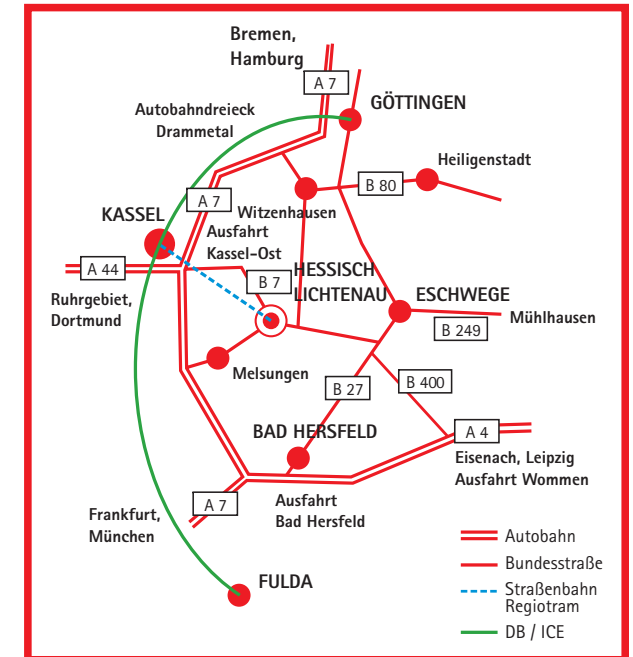 Bremen,
Hamburg
A 7
GÖTTINGEN
Autobahndreieck
Drammetal
Heiligenstadt
B 80
A 7
KASSEL
Witzenhausen
Ausfahrt
Kassel-Ost
A 44
B 7
HESSISCH
LICHTENAU
ESCHWEGE
Ruhrgebiet,
Dortmund
Mühlhausen
B 249
Melsungen
B 27
B 400
BAD HERSFELD
A 4
Eisenach, Leipzig
Ausfahrt Wommen
A 7
Ausfahrt
Bad Hersfeld
Frankfurt,
München
FULDA
Autobahn
Bundesstraße
Straßenbahn
Regiotram
DB / ICE